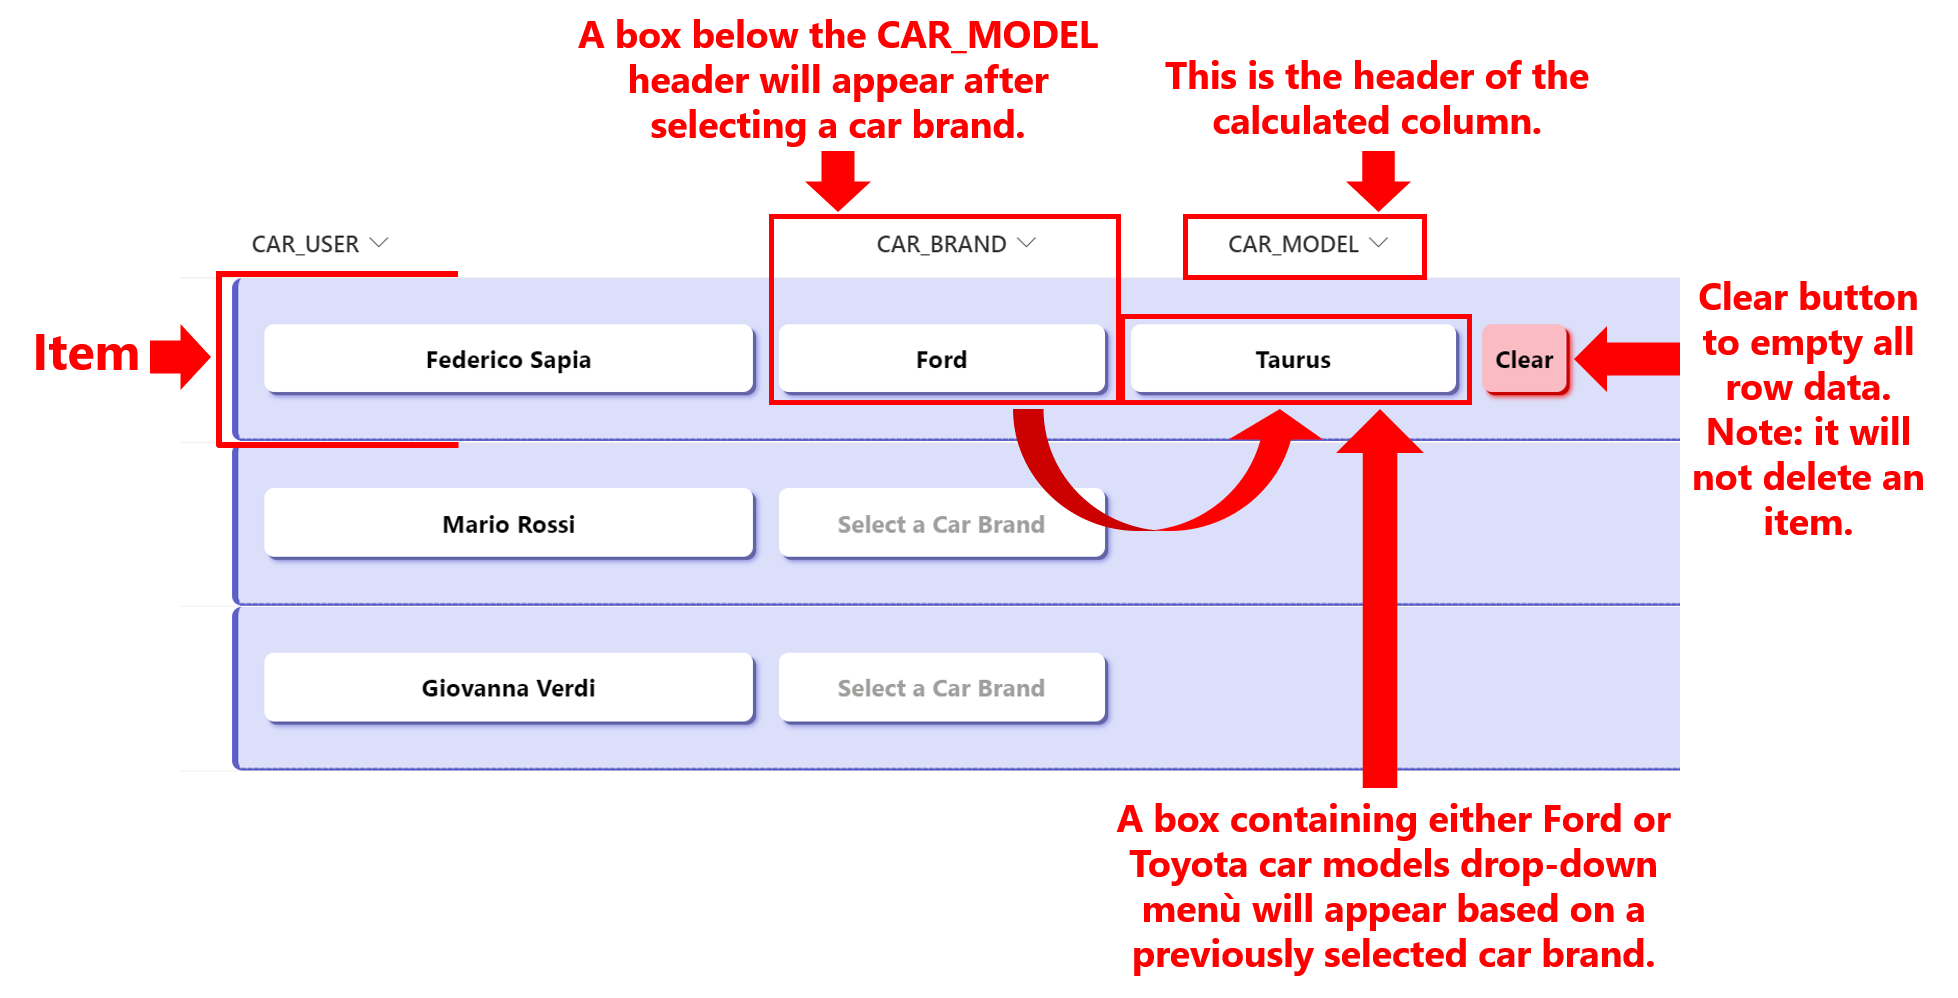 A box below the CAR_MODEL
header will appear after
selecting a car brand.
This is the header of the
calculated column.
CAR_USER
CAR_BRAND
CAR_MODEL
Item
Federico Sapia
Ford
Taurus
Clear
Clear button
to empty all
row data.
Note: it will
not delete an
item.
Mario Rossi
Select a Car Brand
Giovanna Verdi
Select a Car Brand
A box containing either Ford or
Toyota car models drop-down
menù will appear based on a
previously selected car brand.